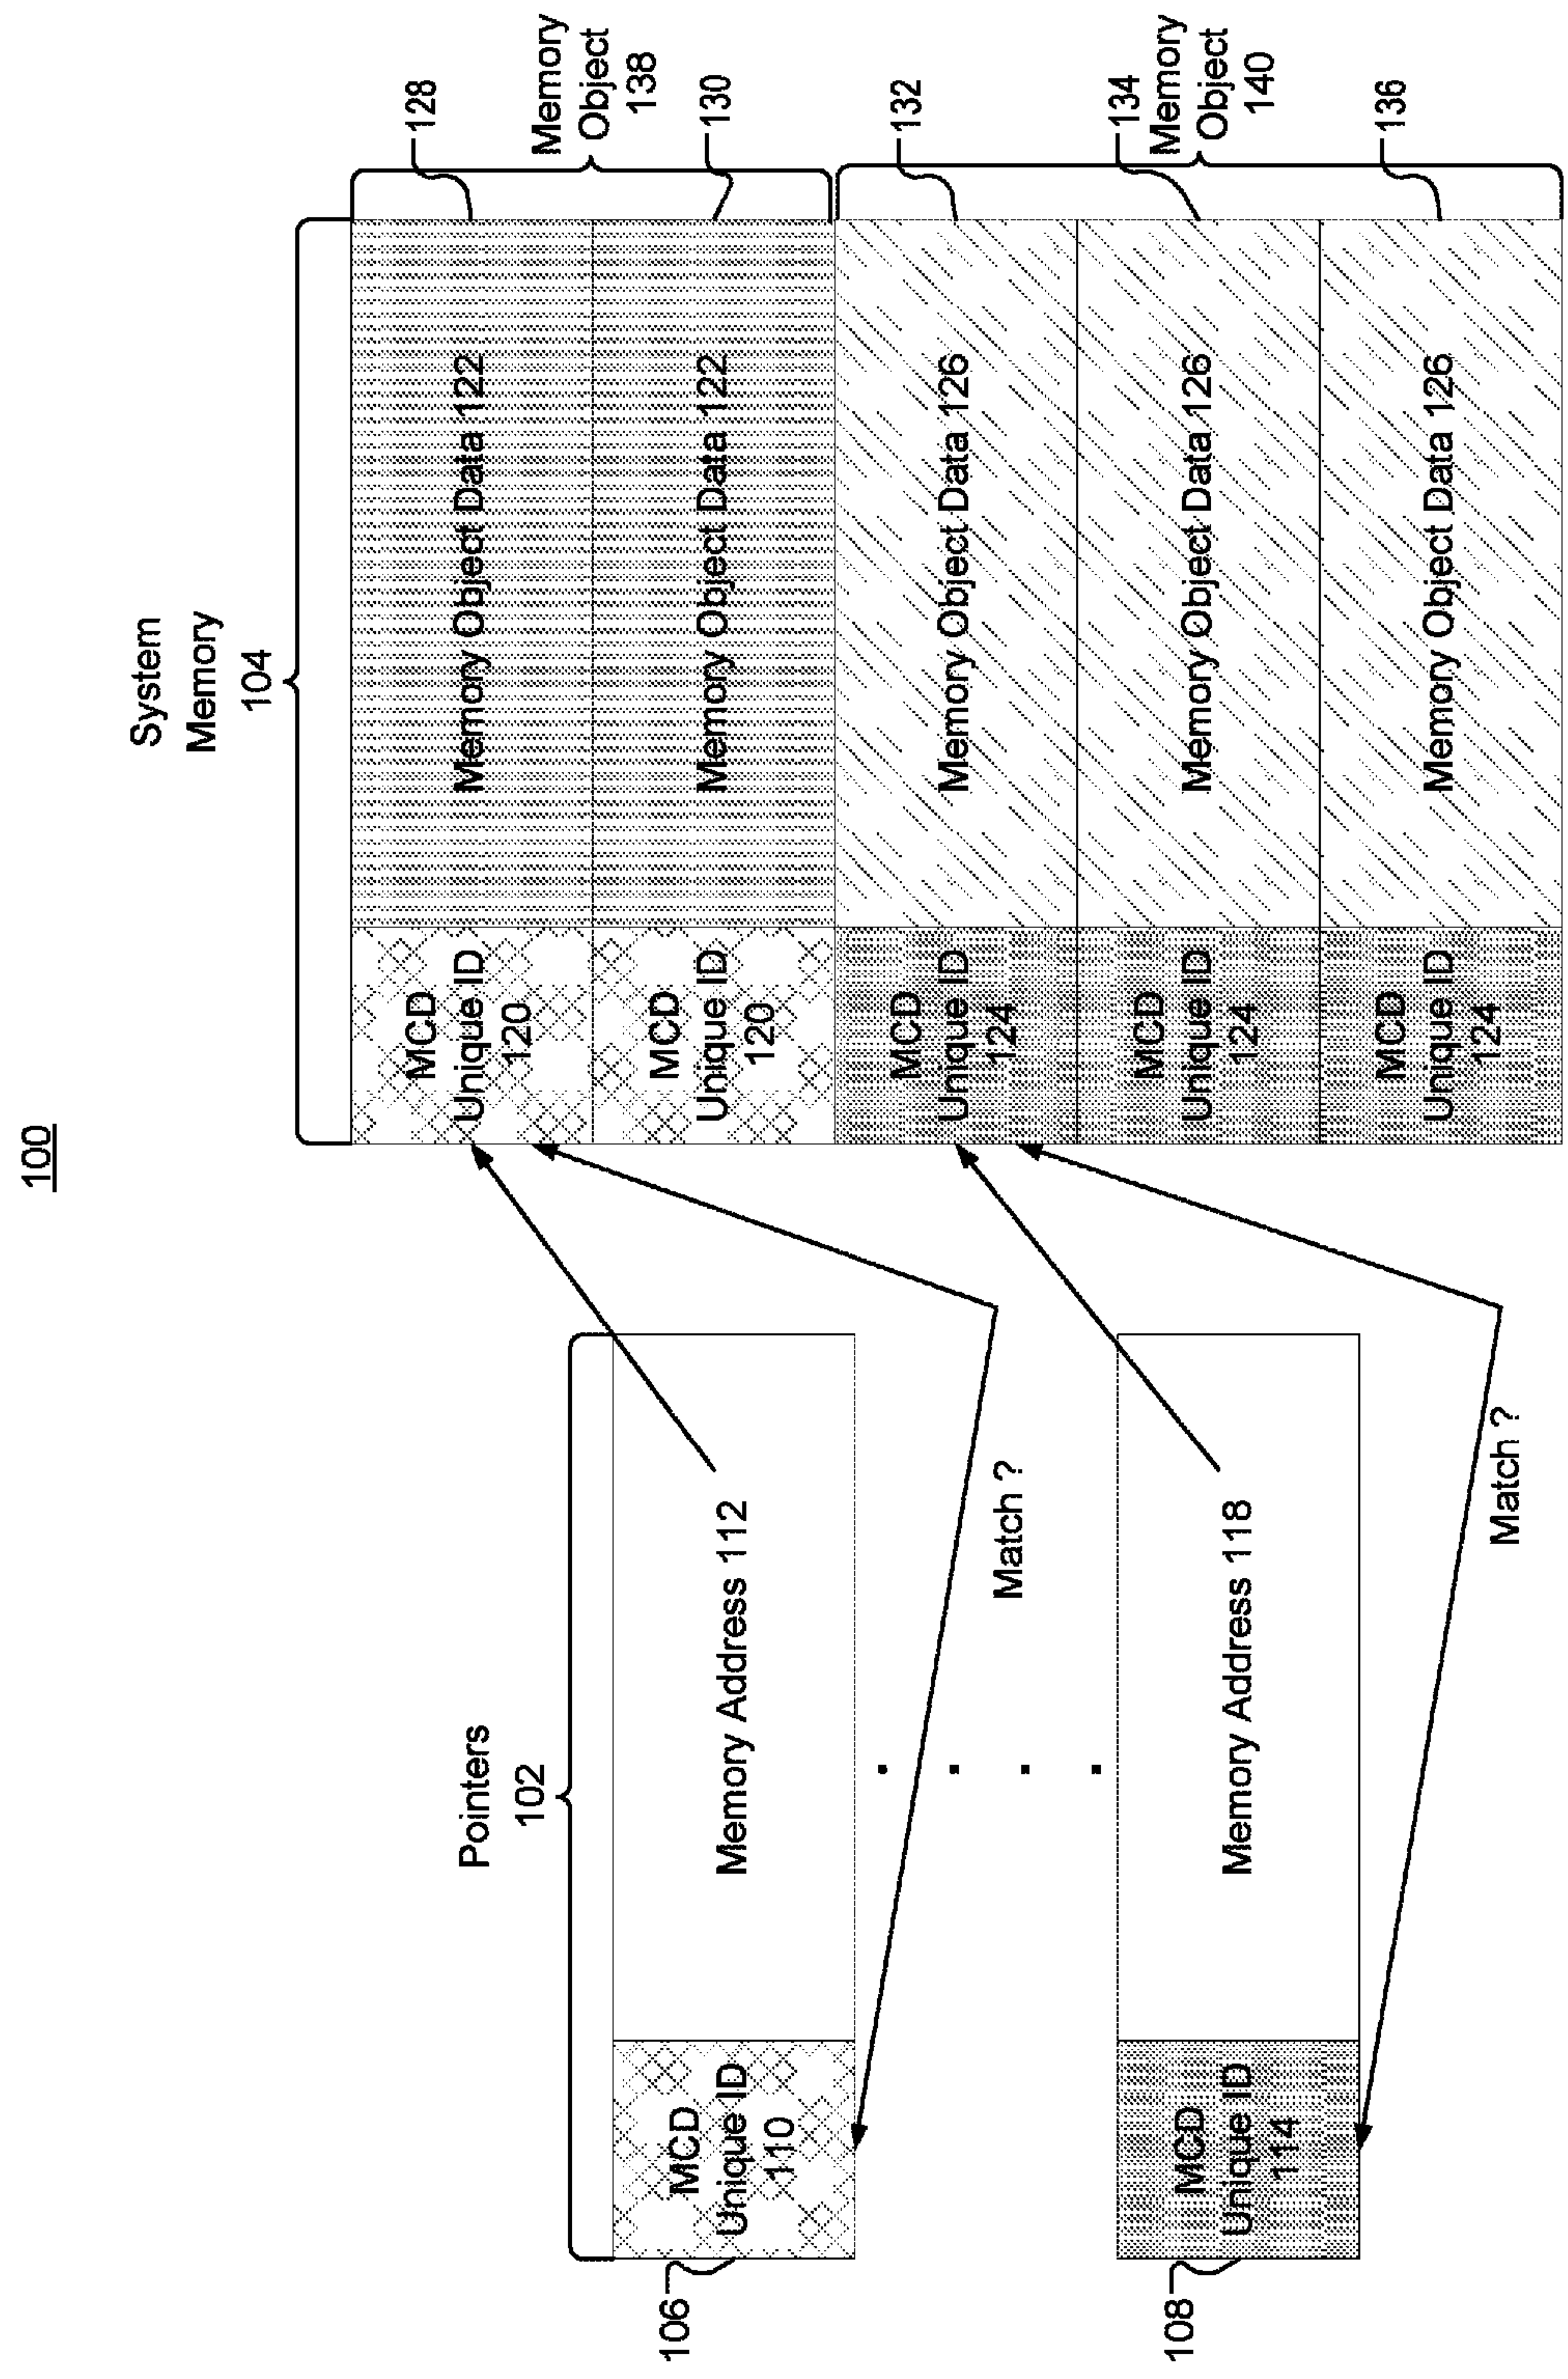 100
System
Memory
104
Pointers
102
106
MCD
Unique ID
110
Memory Address 112
Match ?
108
MCD
Unique ID
114
Memory Address 118
Match ?
MCD
Unique ID
120
Memory Object Data 122
128
MCD
Unique ID
120
Memory Object Data 122
130
Memory
Object
138
MCD
Unique ID
124
Memory Object Data 126
132
MCD
Unique ID
124
Memory Object Data 126
134
MCD
Unique ID
124
Memory Object Data 126
136
Memory
Object
140